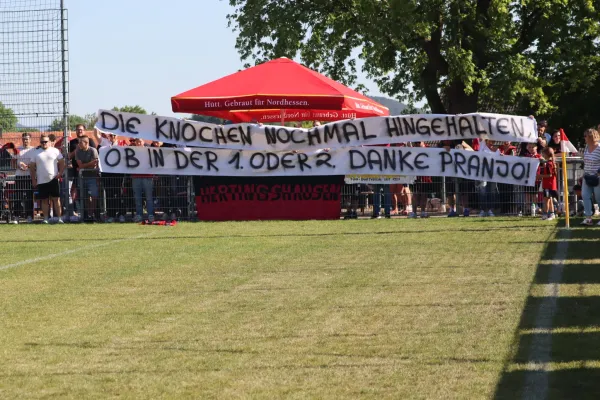 Hütt. Gebraut für NORDHESSEN.
DIE KNOCHEN NOCHMAL HINGEHALTEN,
OB IN DER 1. ODER 2. DANKE PRANJO!
HERTINGSHAUSEN